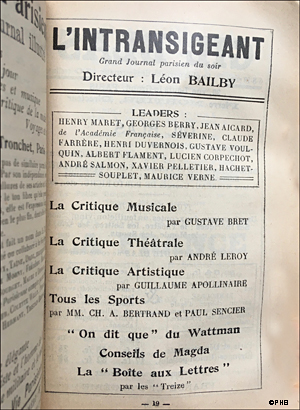 L'INTRANSIGEANT
Grand Journal parisien du soir
Directeur : Léon BAILBY
LEADERS :
HENRY MARET, GEORGES BERRY, JEAN AICARD,
de l'Académie Française, SÉVERINE, CLAUDE
FARRÈRE, HENRI DUVERNOIS, GUSTAVE VOUL-
QUIN, ALBERT FLAMENT, LUCIEN CORPECHOT,
ANDRÉ SALMON, XAVIER PELLETIER, HACHET-
SOUPLET, MAURICE VERNE.
La Critique Musicale
par GUSTAVE BRET
La Critique Théâtrale
par ANDRÉ LEROY
La Critique Artistique
par GUILLAUME APOLLINAIRE
Tous les Sports
par MM. CH. A. BERTRAND et PAUL SENCIER
"On dit que" du Wattman
Conseils de Magda
La "Boîte aux Lettres"
par les "Treize"
— 19 —
©PHB